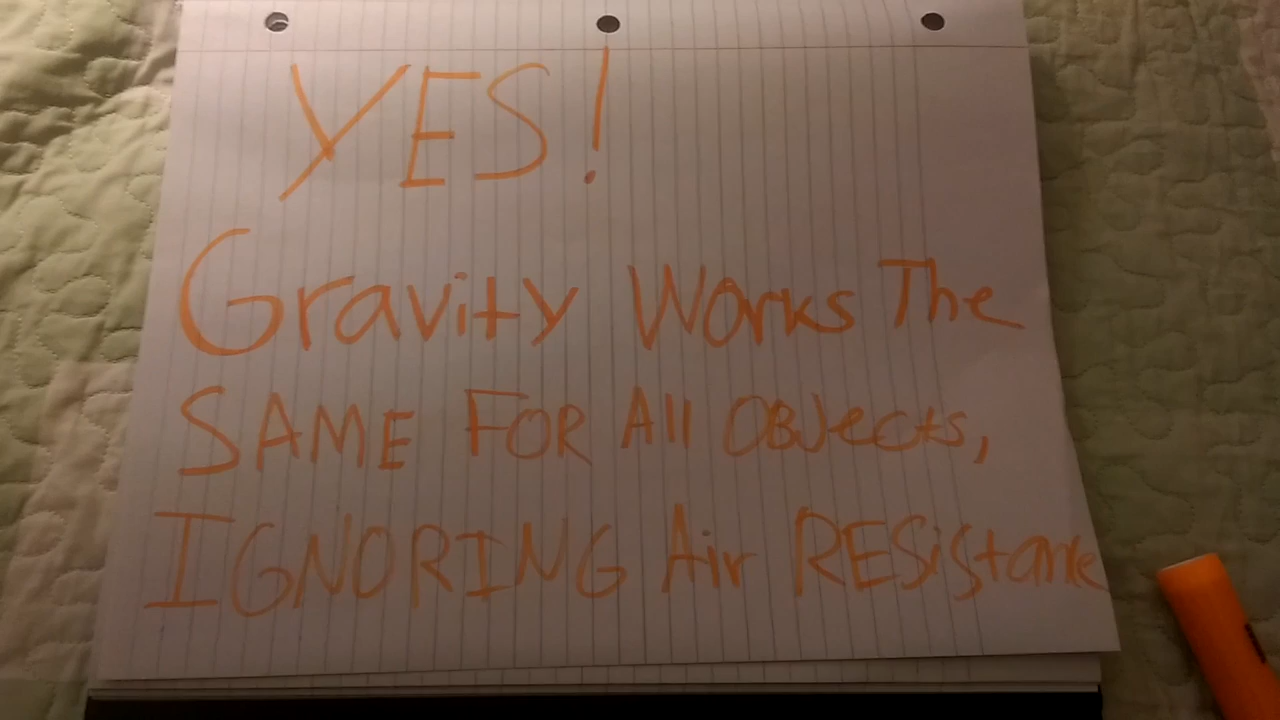 YES!
Gravity Works The
SAME FOR All OBJects,
IGNORING Air RESistance